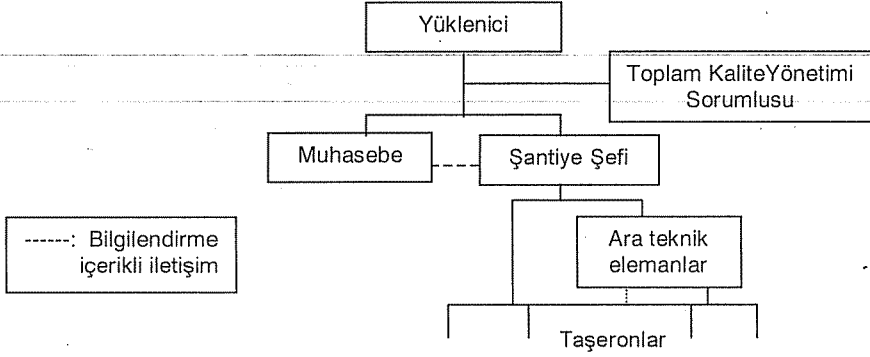 Yüklenici
Toplam KaliteYönetimi
Sorumlusu
Muhasebe
Şantiye Şefi
------: Bilgilendirme
içerikli iletişim
Ara teknik
elemanlar
Taşeronlar